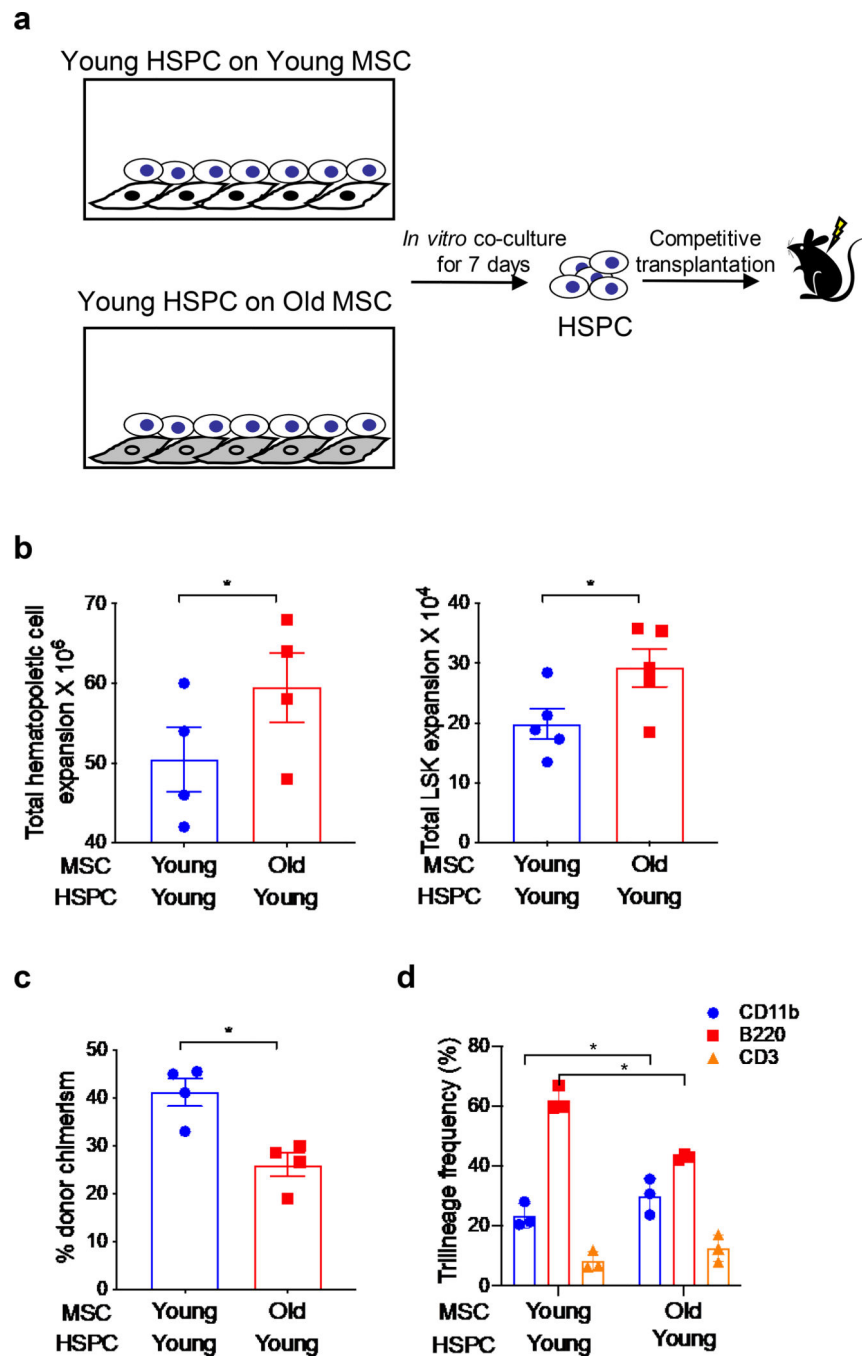 a
Young HSPC on Young MSC
In vitro co-culture
for 7 days
Competitive
transplantation
HSPC
Young HSPC on Old MSC
b
Total hematopoietic cell
expansion X 10⁶
70
60
50
40
*
MSC Young Old
HSPC Young Young
Total LSK expansion X 10⁴
40
30
20
10
0
*
MSC Young Old
HSPC Young Young
c
% donor chimerism
50
40
30
20
10
0
*
MSC Young Old
HSPC Young Young
d
CD11b
B220
CD3
Trilineage frequency (%)
80
60
40
20
0
*
*
MSC Young Old
HSPC Young Young